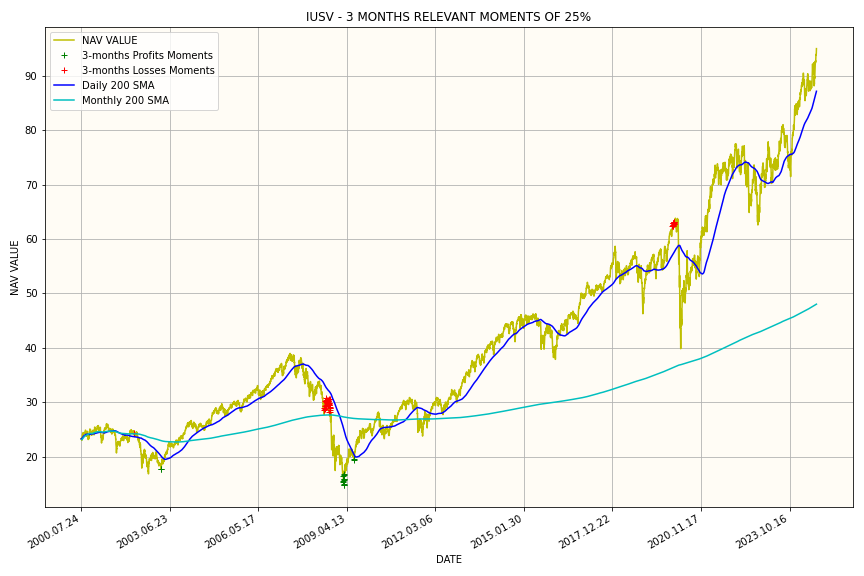 IUSV - 3 MONTHS RELEVANT MOMENTS OF 25%
NAV VALUE
3-months Profits Moments
3-months Losses Moments
Daily 200 SMA
Monthly 200 SMA
NAV VALUE
90
80
70
60
50
40
30
20
2000.07.24
2003.06.23
2006.05.17
2009.04.13
2012.03.06
2015.01.30
2017.12.22
2020.11.17
2023.10.16
DATE